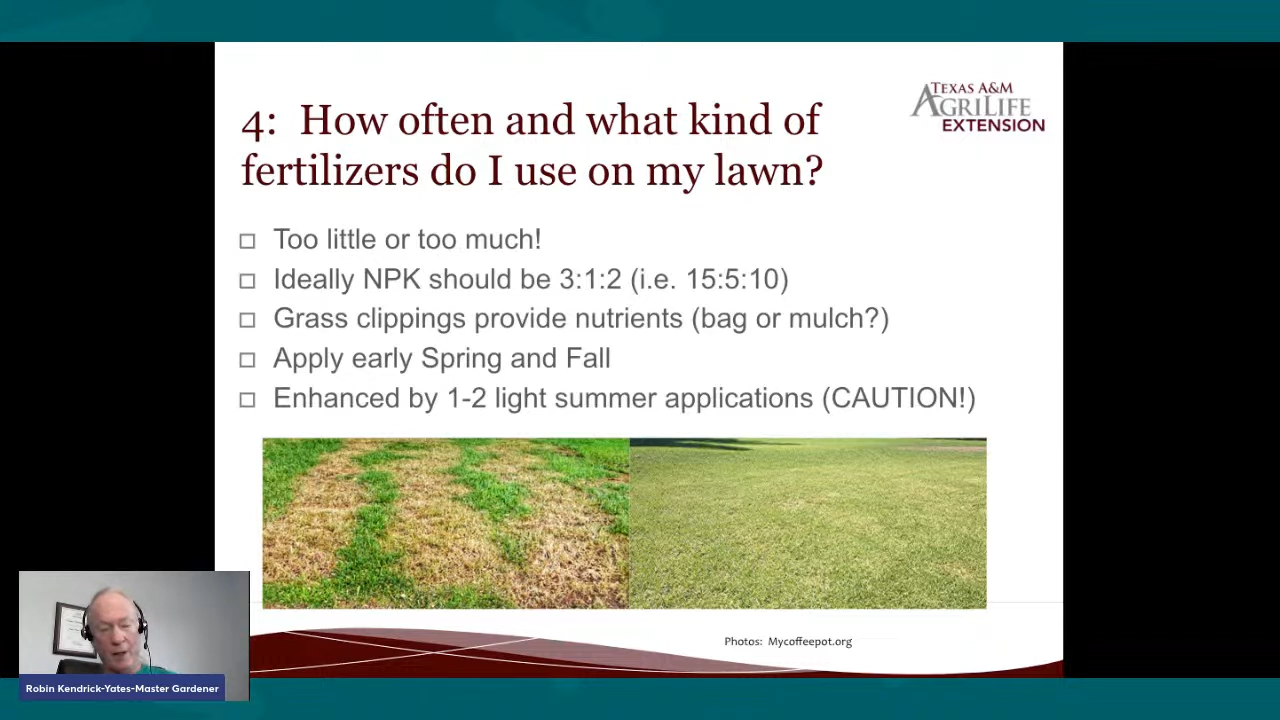 4:  How often and what kind of
fertilizers do I use on my lawn?
TEXAS A&M
AGRILIFE
EXTENSION
Too little or too much!
Ideally NPK should be 3:1:2 (i.e. 15:5:10)
Grass clippings provide nutrients (bag or mulch?)
Apply early Spring and Fall
Enhanced by 1-2 light summer applications (CAUTION!)
Photos:  Mycoffeepot.org
Robin Kendrick-Yates-Master Gardener